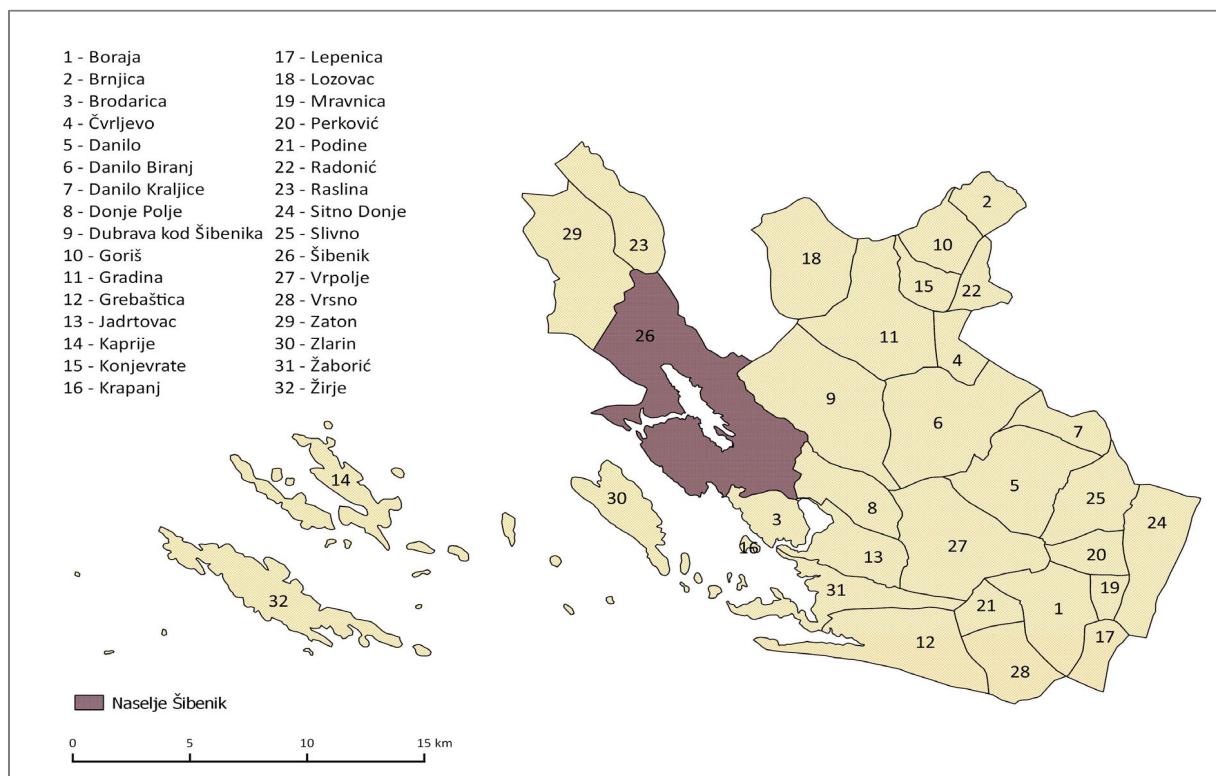 1 - Boraja
2 - Brnjica
3 - Brodarica
4 - Čvrljevo
5 - Danilo
6 - Danilo Biranj
7 - Danilo Kraljice
8 - Donje Polje
9 - Dubrava kod Šibenika
10 - Goriš
11 - Gradina
12 - Grebaštica
13 - Jadrtovac
14 - Kaprije
15 - Konjevrate
16 - Krapanj
17 - Lepenica
18 - Lozovac
19 - Mravnica
20 - Perković
21 - Podine
22 - Radonić
23 - Raslina
24 - Sitno Donje
25 - Slivno
26 - Šibenik
27 - Vrpolje
28 - Vrsno
29 - Zaton
30 - Zlarin
31 - Žaborić
32 - Žirje
2
29
23
10
18
15
22
26
11
4
9
6
7
14
5
30
25
3
8
24
16
13
27
20
31
19
32
21
1
12
17
28
Naselje Šibenik
0 5 10 15 km